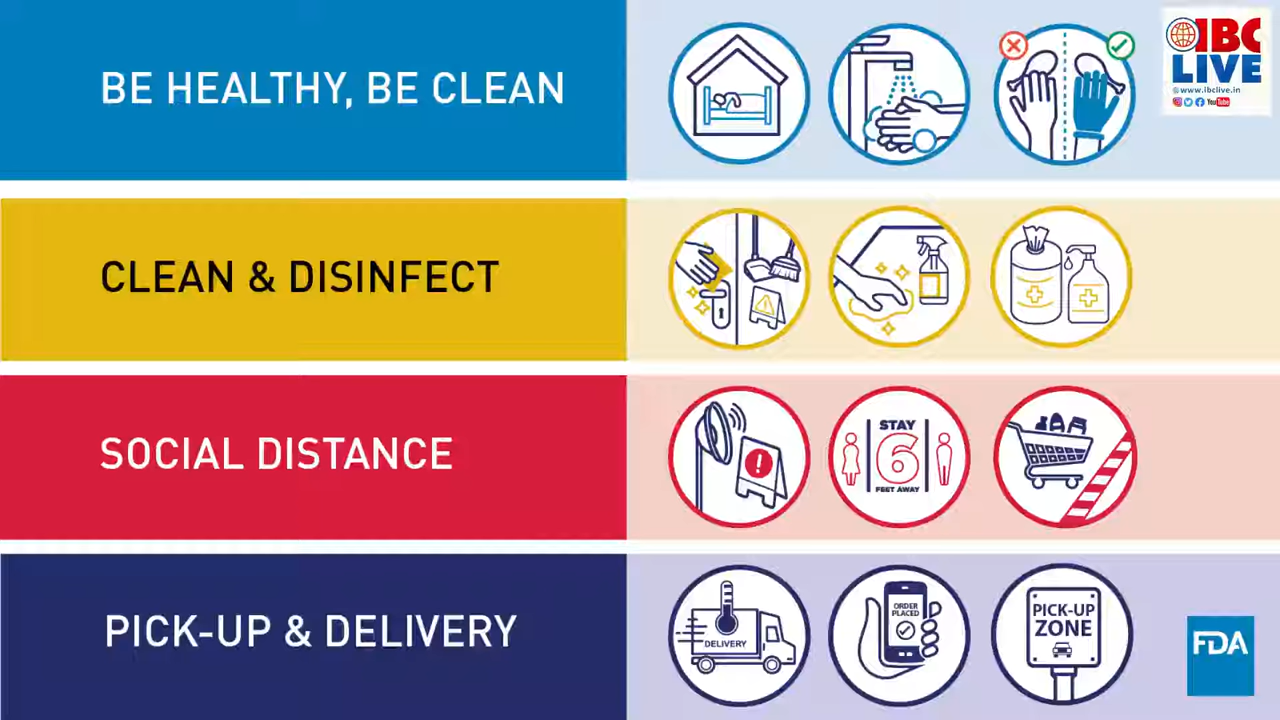 BE HEALTHY, BE CLEAN
IBC
LIVE
www.ibclive.in
YouTube
CLEAN & DISINFECT
SOCIAL DISTANCE
STAY
6
FEET AWAY
PICK-UP & DELIVERY
DELIVERY
ORDER
PLACED
PICK-UP
ZONE
FDA